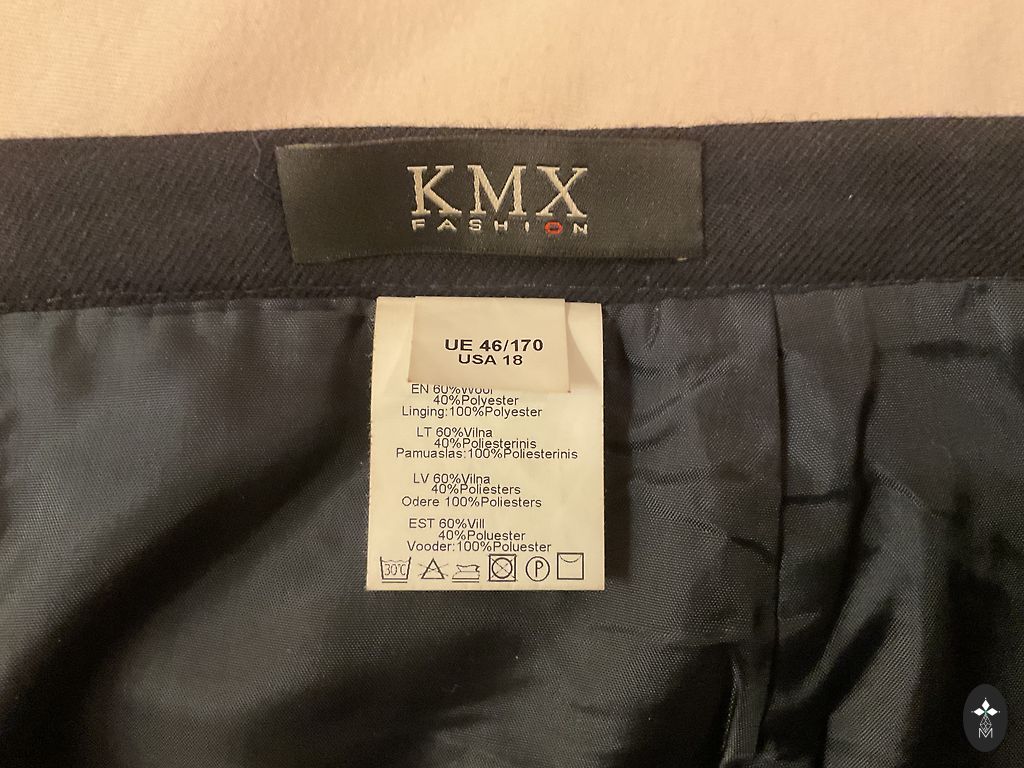 KMX
FASHION
UE 46/170
USA 18
EN 60%Wool
40%Polyester
Linging:100%Polyester
LT 60%Vilna
40%Poliesterinis
Pamuaslas:100%Poliesterinis
LV 60%Vilna
40%Poliesters
Odere 100%Poliesters
EST 60%Vill
40%Poluester
Vooder:100%Poluester
30°C P
M